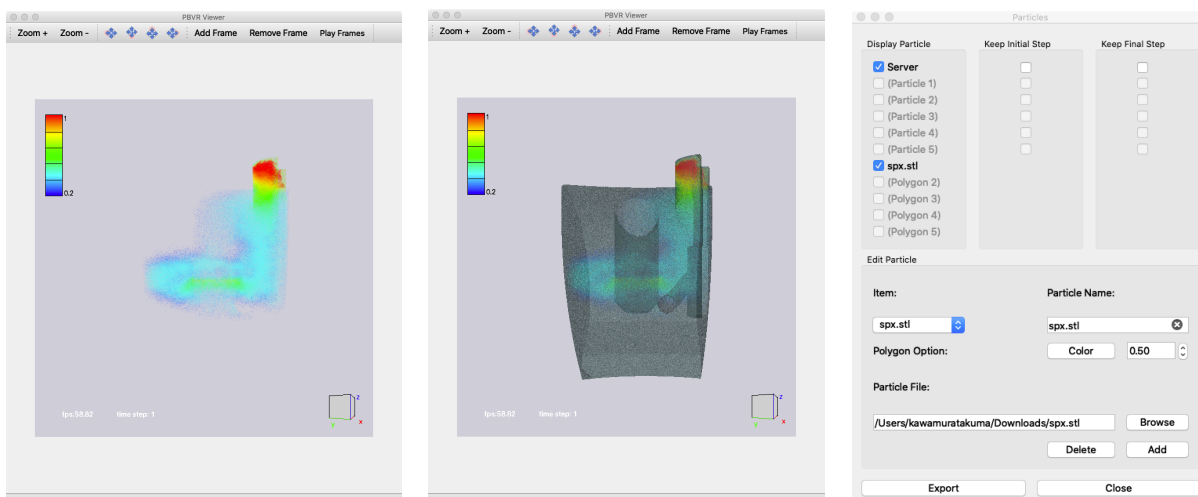 PBVR Viewer
Zoom + Zoom - Add Frame Remove Frame Play Frames
1
0.2
fps:58.82 time step: 1
z
y x
PBVR Viewer
Zoom + Zoom - Add Frame Remove Frame Play Frames
1
0.2
fps:58.82 time step: 1
z
y x
Particles
Display Particle Keep Initial Step Keep Final Step
Server
(Particle 1)
(Particle 2)
(Particle 3)
(Particle 4)
(Particle 5)
spx.stl
(Polygon 2)
(Polygon 3)
(Polygon 4)
(Polygon 5)
Edit Particle
Item: Particle Name:
spx.stl spx.stl
Polygon Option: Color 0.50
Particle File:
/Users/kawamuratakuma/Downloads/spx.stl Browse
Delete Add
Export Close